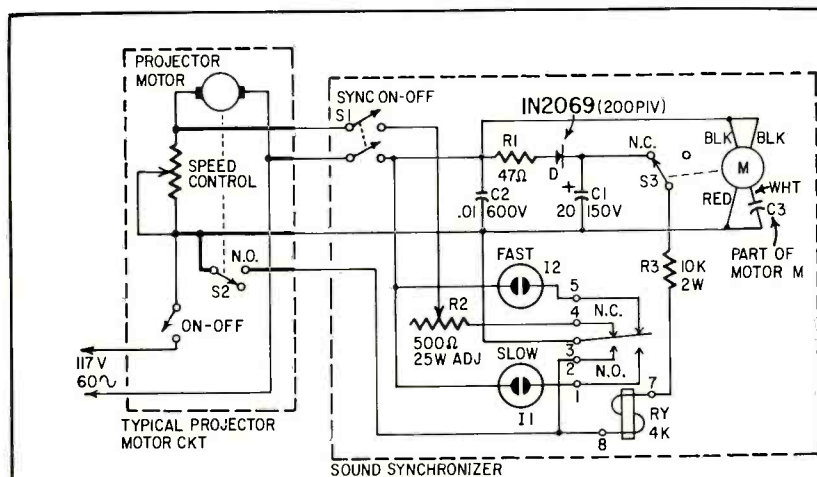 PROJECTOR
MOTOR
SPEED
CONTROL
N.O.
S2
ON-OFF
117 V
60~
TYPICAL PROJECTOR
MOTOR CKT
SYNC ON-OFF
S1
IN2069 (200PIV)
R1
47Ω
D
C2
.01 600V
+ C1
20 150V
N.C.
S3
BLK BLK
M
RED
WHT
C3
PART OF
MOTOR M
R3 10K
2W
FAST
I2
R2
500Ω
25W ADJ
5
4 N.C.
3
2 N.O.
1
SLOW
I1
7
RY
4K
8
SOUND SYNCHRONIZER